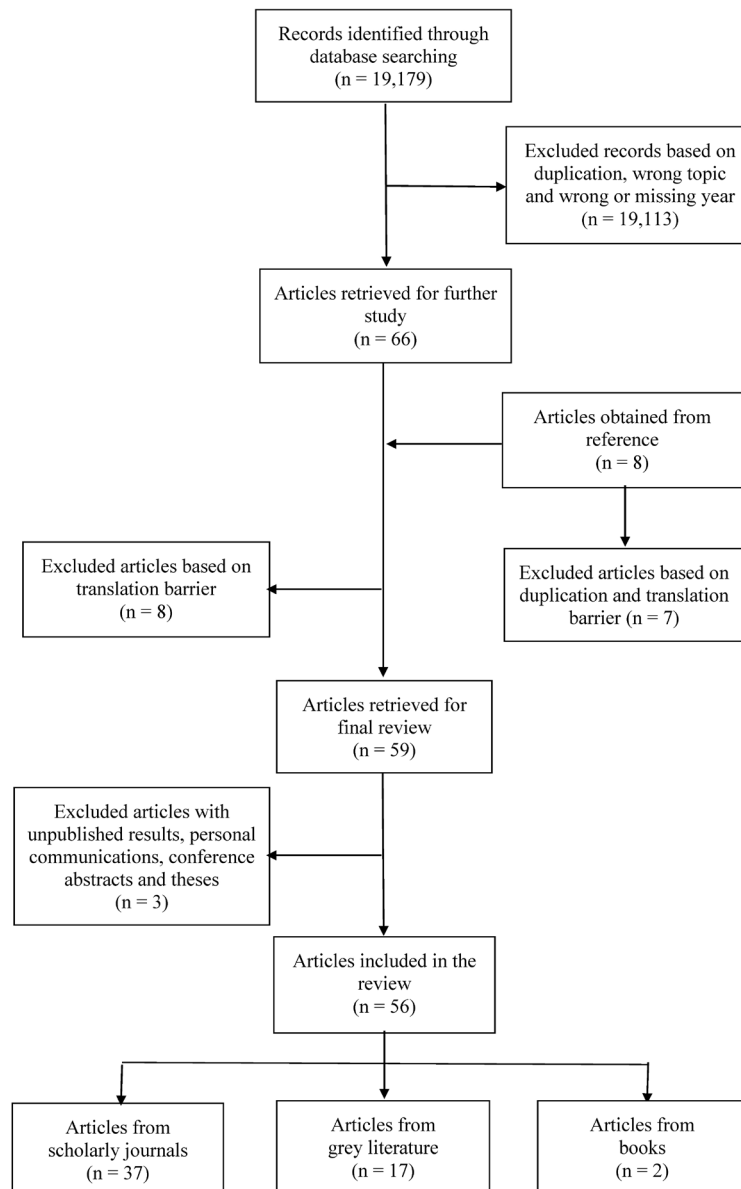 Records identified through
database searching
(n = 19,179)
Excluded records based on
duplication, wrong topic
and wrong or missing year
(n = 19,113)
Articles retrieved for further
study
(n = 66)
Articles obtained from
reference
(n = 8)
Excluded articles based on
translation barrier
(n = 8)
Excluded articles based on
duplication and translation
barrier (n = 7)
Articles retrieved for
final review
(n = 59)
Excluded articles with
unpublished results, personal
communications, conference
abstracts and theses
(n = 3)
Articles included in the
review
(n = 56)
Articles from
scholarly journals
(n = 37)
Articles from
grey literature
(n = 17)
Articles from
books
(n = 2)